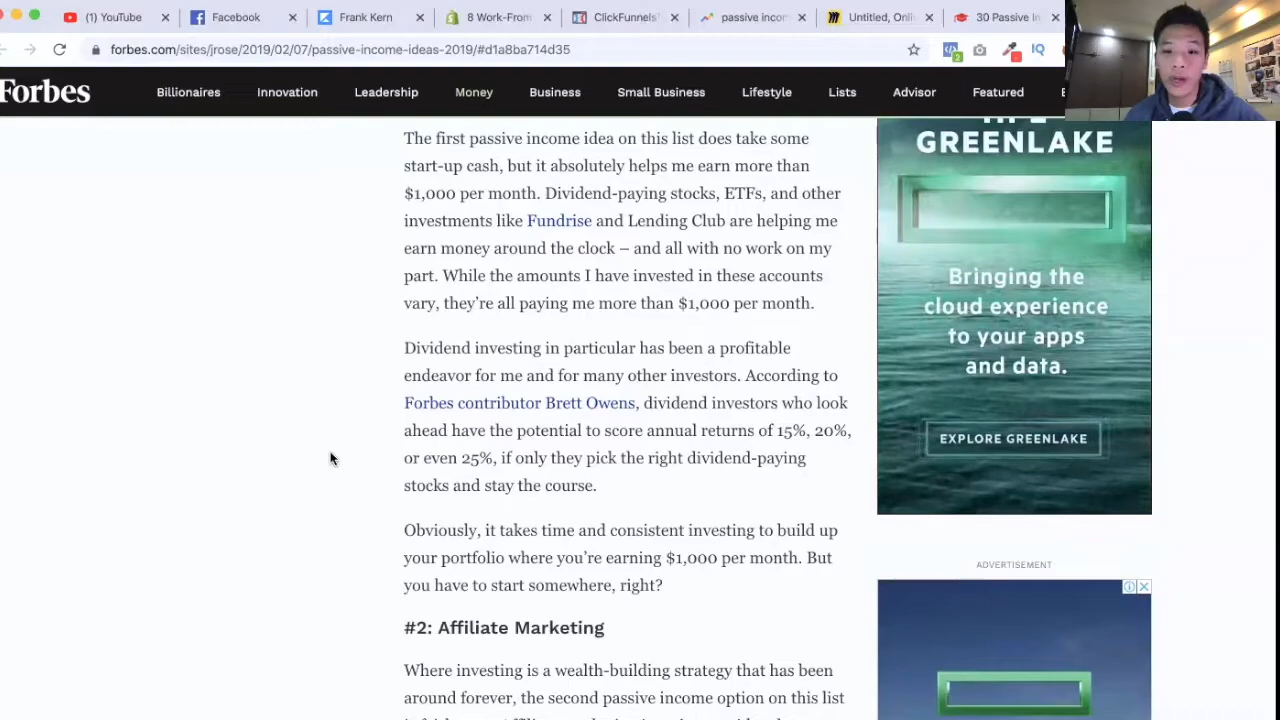 (1) YouTube
Facebook
Frank Kern
8 Work-From
ClickFunnels
passive incom
Untitled, Onli
30 Passive In
forbes.com/sites/jrose/2019/02/07/passive-income-ideas-2019/#d1a8ba714d35
2
IQ
Forbes
Billionaires
Innovation
Leadership
Money
Business
Small Business
Lifestyle
Lists
Advisor
Featured
The first passive income idea on this list does take some
start-up cash, but it absolutely helps me earn more than
$1,000 per month. Dividend-paying stocks, ETFs, and other
investments like Fundrise and Lending Club are helping me
earn money around the clock – and all with no work on my
part. While the amounts I have invested in these accounts
vary, they’re all paying me more than $1,000 per month.
Dividend investing in particular has been a profitable
endeavor for me and for many other investors. According to
Forbes contributor Brett Owens, dividend investors who look
ahead have the potential to score annual returns of 15%, 20%,
or even 25%, if only they pick the right dividend-paying
stocks and stay the course.
Obviously, it takes time and consistent investing to build up
your portfolio where you’re earning $1,000 per month. But
you have to start somewhere, right?
#2: Affiliate Marketing
Where investing is a wealth-building strategy that has been
around forever, the second passive income option on this list
GREENLAKE
Bringing the
cloud experience
to your apps
and data.
EXPLORE GREENLAKE
ADVERTISEMENT